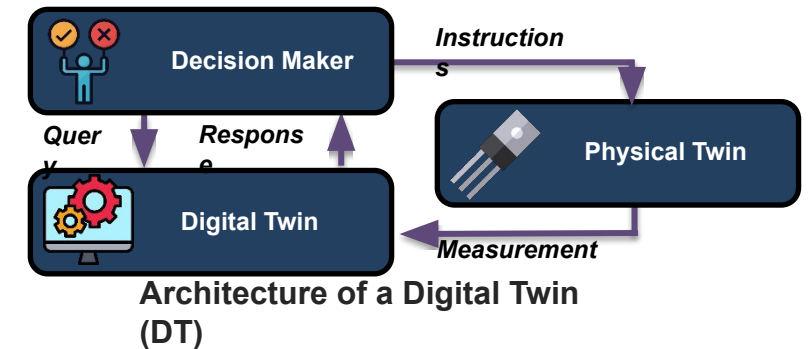 Decision Maker
Instruction
s
Quer
y
Respons
e
Physical Twin
Digital Twin
Measurement
Architecture of a Digital Twin
(DT)